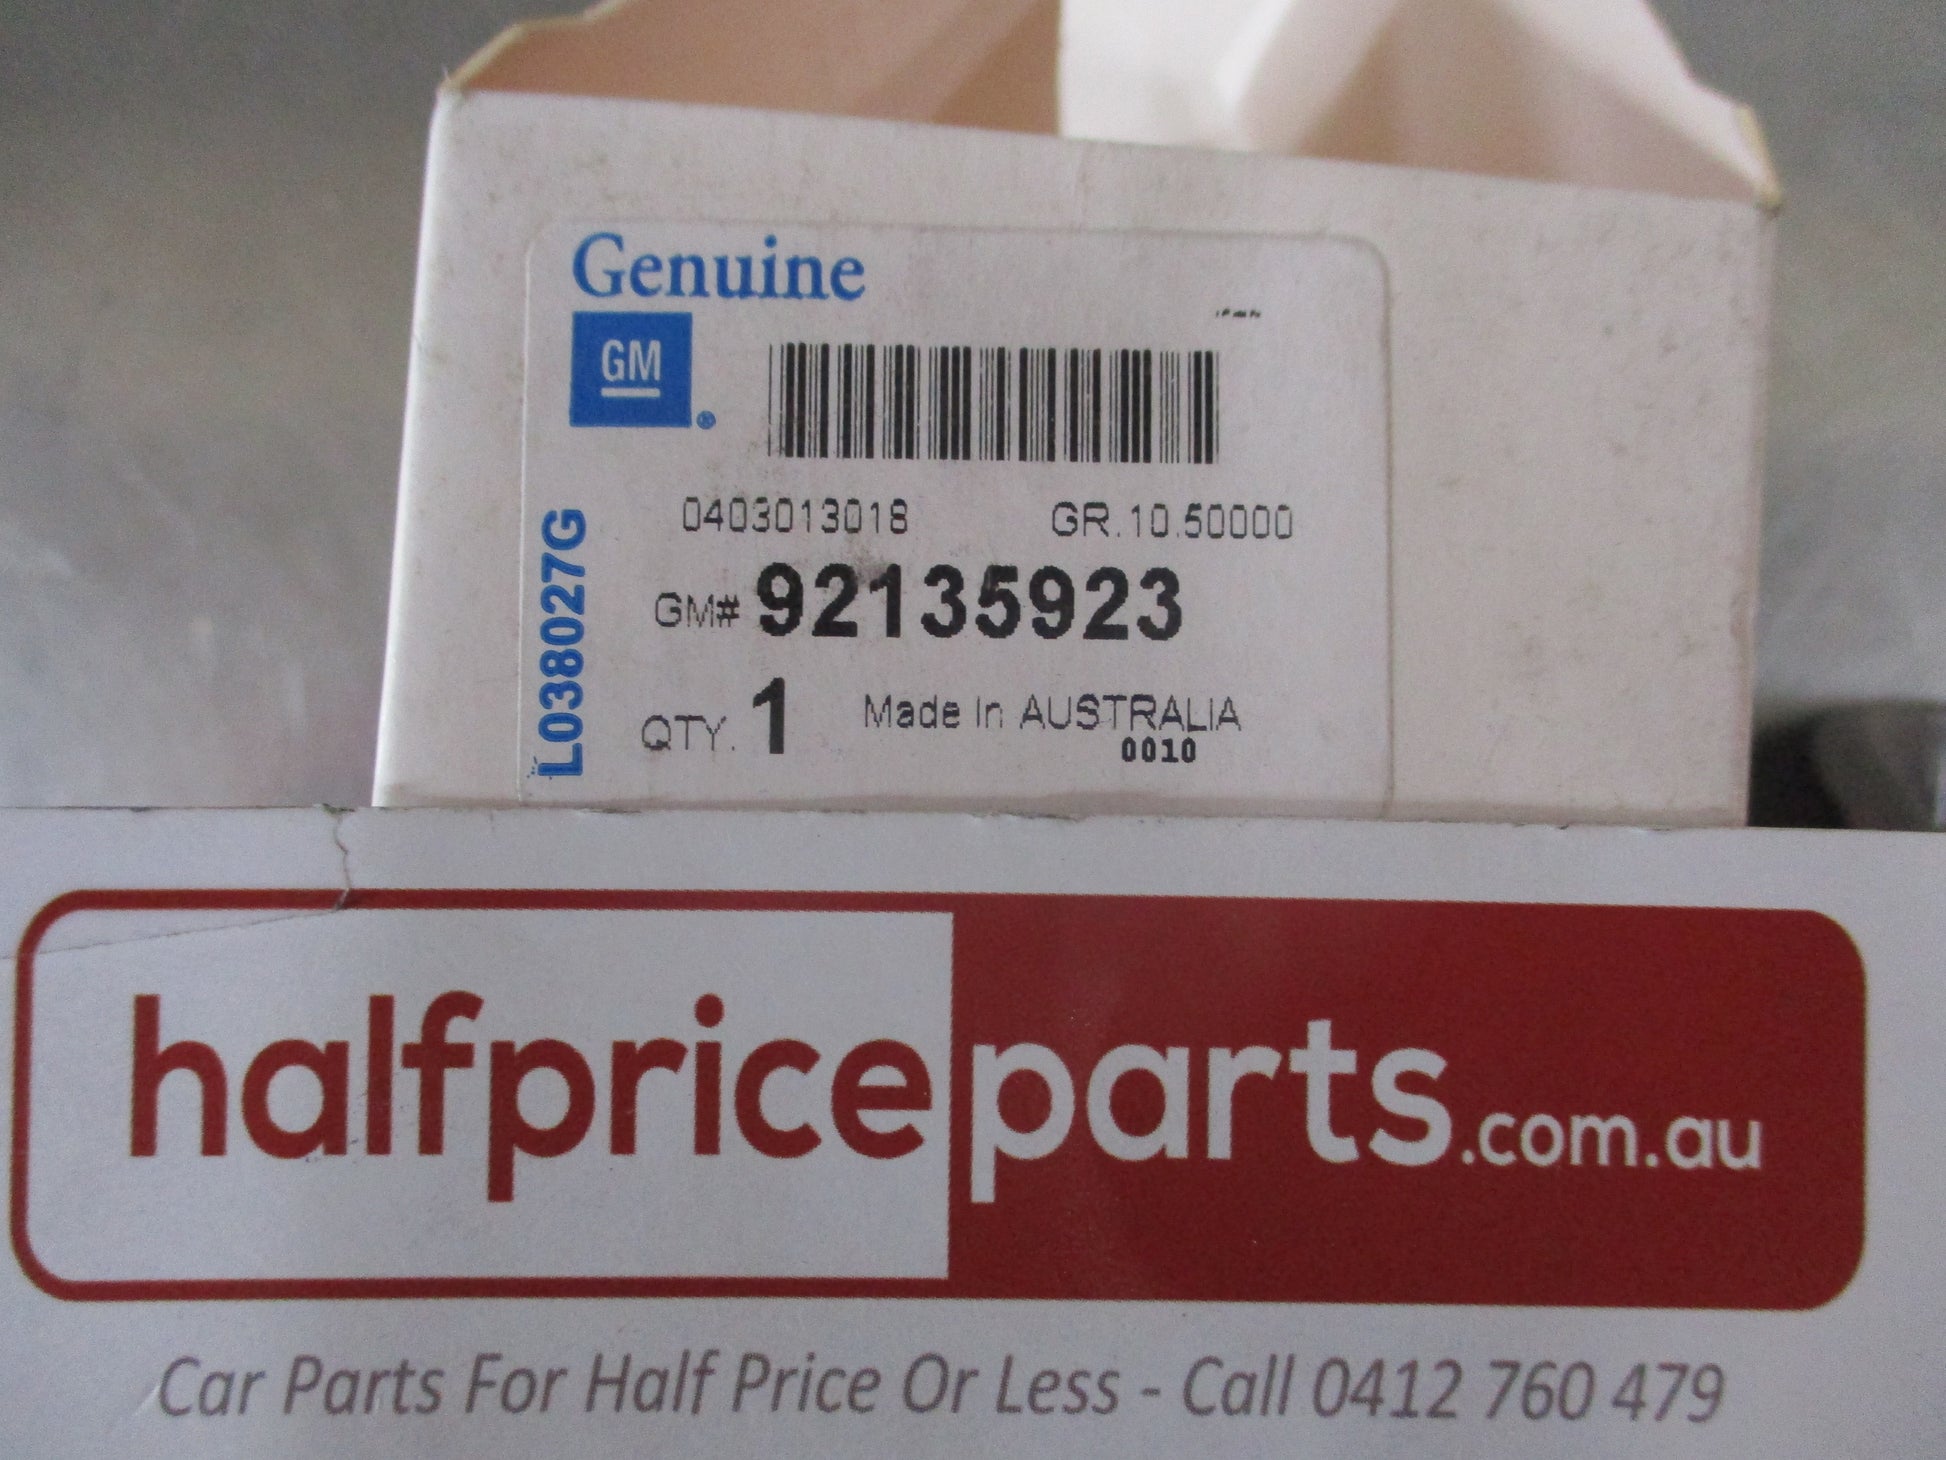 Genuine
GM
®
0403013018 GR.10.50000
GM# 92135923
QTY. 1 Made In AUSTRALIA
0010
L038027G
halfpriceparts.com.au
Car Parts For Half Price Or Less - Call 0412 760 479